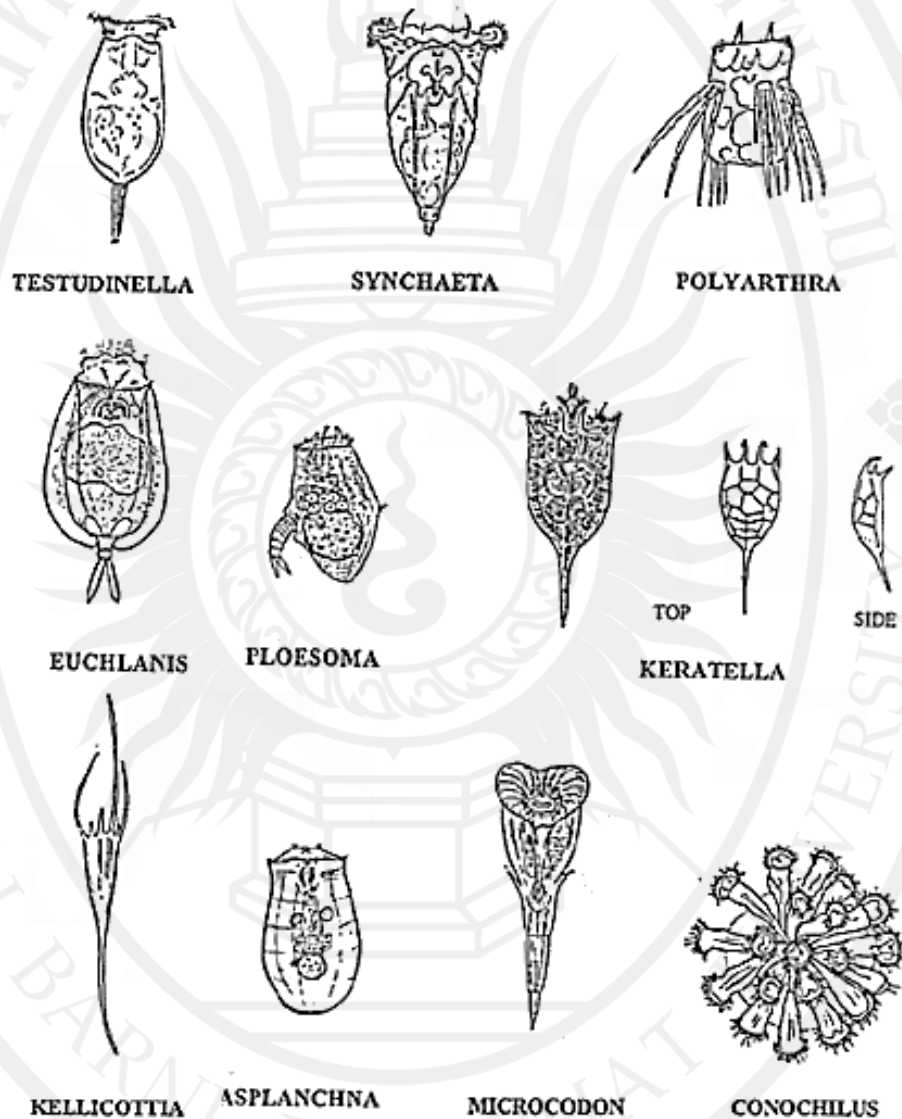 TESTUDINELLA
SYNCHAETA
POLYARTHRA
EUCHLANIS
PLOESOMA
TOP
SIDE
KERATELLA
KELLICOTTIA
ASPLANCHNA
MICROCODON
CONOCHILUS